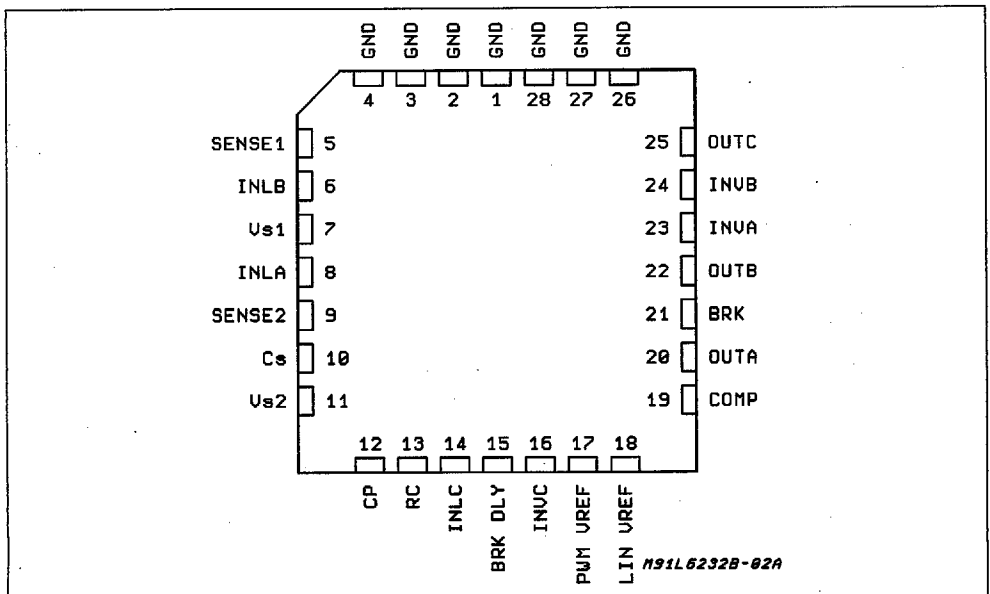 GND GND GND GND GND GND GND
4 3 2 1 28 27 26
SENSE1 5
INLB 6
Vs1 7
INLA 8
SENSE2 9
Cs 10
Vs2 11
25 OUTC
24 INVB
23 INVA
22 OUTB
21 BRK
20 OUTA
19 COMP
12 13 14 15 16 17 18
CP
RC
INLC
BRK DLY
INVC
PWM VREF
LIN VREF
M91L6232B-02A